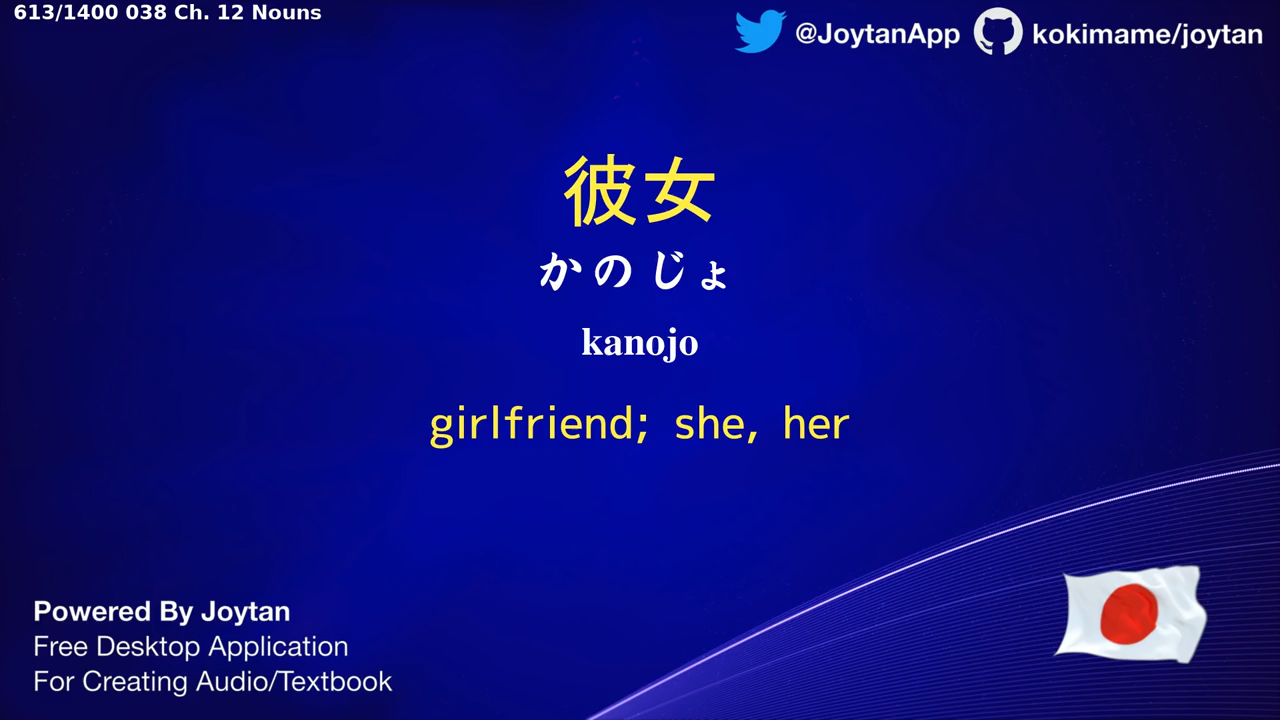 613/1400 038 Ch. 12 Nouns
@JoytanApp kokimame/joytan
彼女
かのじょ
kanojo
girlfriend; she, her
Powered By Joytan
Free Desktop Application
For Creating Audio/Textbook